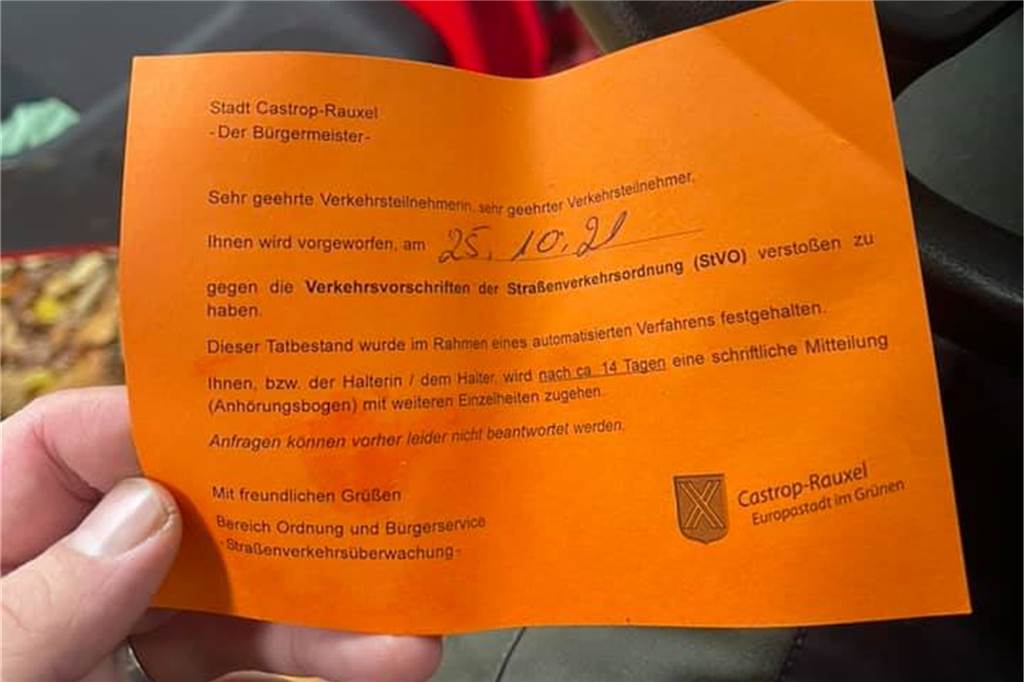 Stadt Castrop-Rauxel
-Der Bürgermeister-
Sehr geehrte Verkehrsteilnehmerin, sehr geehrter Verkehrsteilnehmer,
Ihnen wird vorgeworfen, am 25.10.21
gegen die Verkehrsvorschriften der Straßenverkehrsordnung (StVO) verstoßen zu
haben.
Dieser Tatbestand wurde im Rahmen eines automatisierten Verfahrens festgehalten.
Ihnen, bzw. der Halterin / dem Halter, wird nach ca. 14 Tagen eine schriftliche Mitteilung
(Anhörungsbogen) mit weiteren Einzelheiten zugehen.
Anfragen können vorher leider nicht beantwortet werden.
Mit freundlichen Grüßen
Bereich Ordnung und Bürgerservice
-Straßenverkehrsüberwachung-
Castrop-Rauxel
Europastadt im Grünen